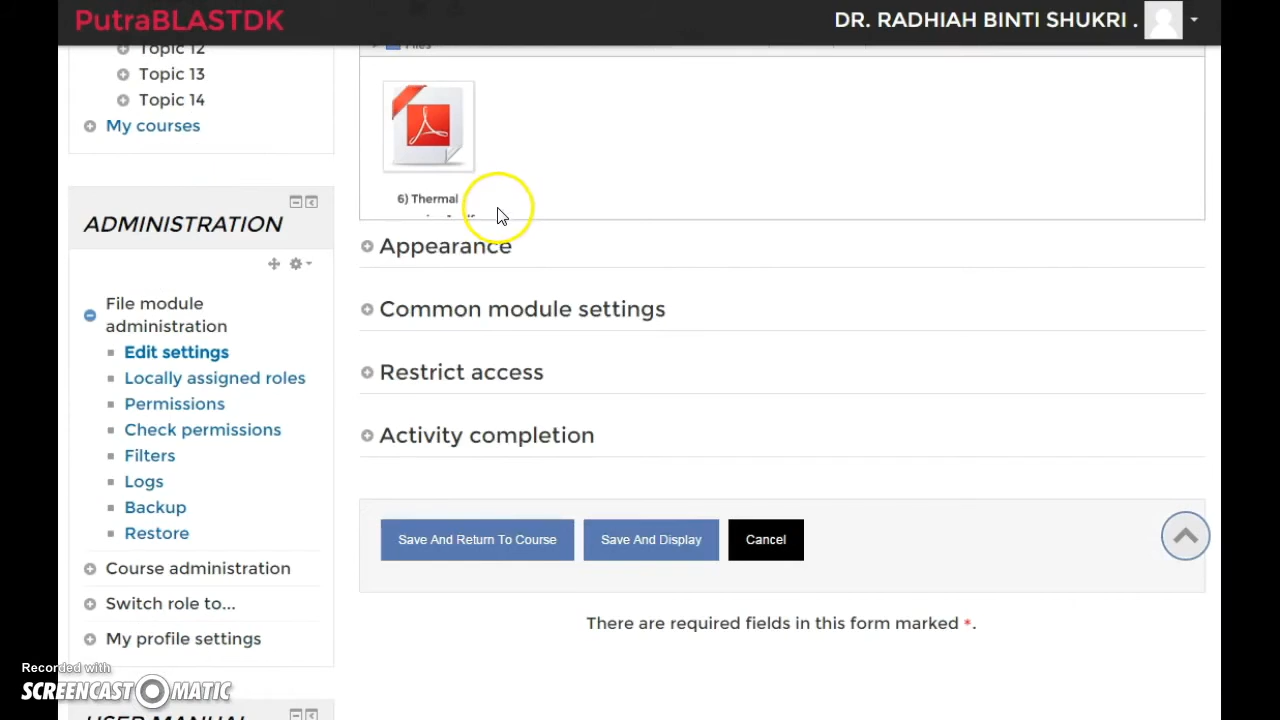 PutraBLASTDK
DR. RADHIAH BINTI SHUKRI .
Topic 12
Topic 13
Topic 14
My courses
ADMINISTRATION
File module
administration
Edit settings
Locally assigned roles
Permissions
Check permissions
Filters
Logs
Backup
Restore
Course administration
Switch role to...
My profile settings
Files
6) Thermal
Appearance
Common module settings
Restrict access
Activity completion
Save And Return To Course
Save And Display
Cancel
There are required fields in this form marked *.
Recorded with
SCREENCAST MATIC
USER MANUAL